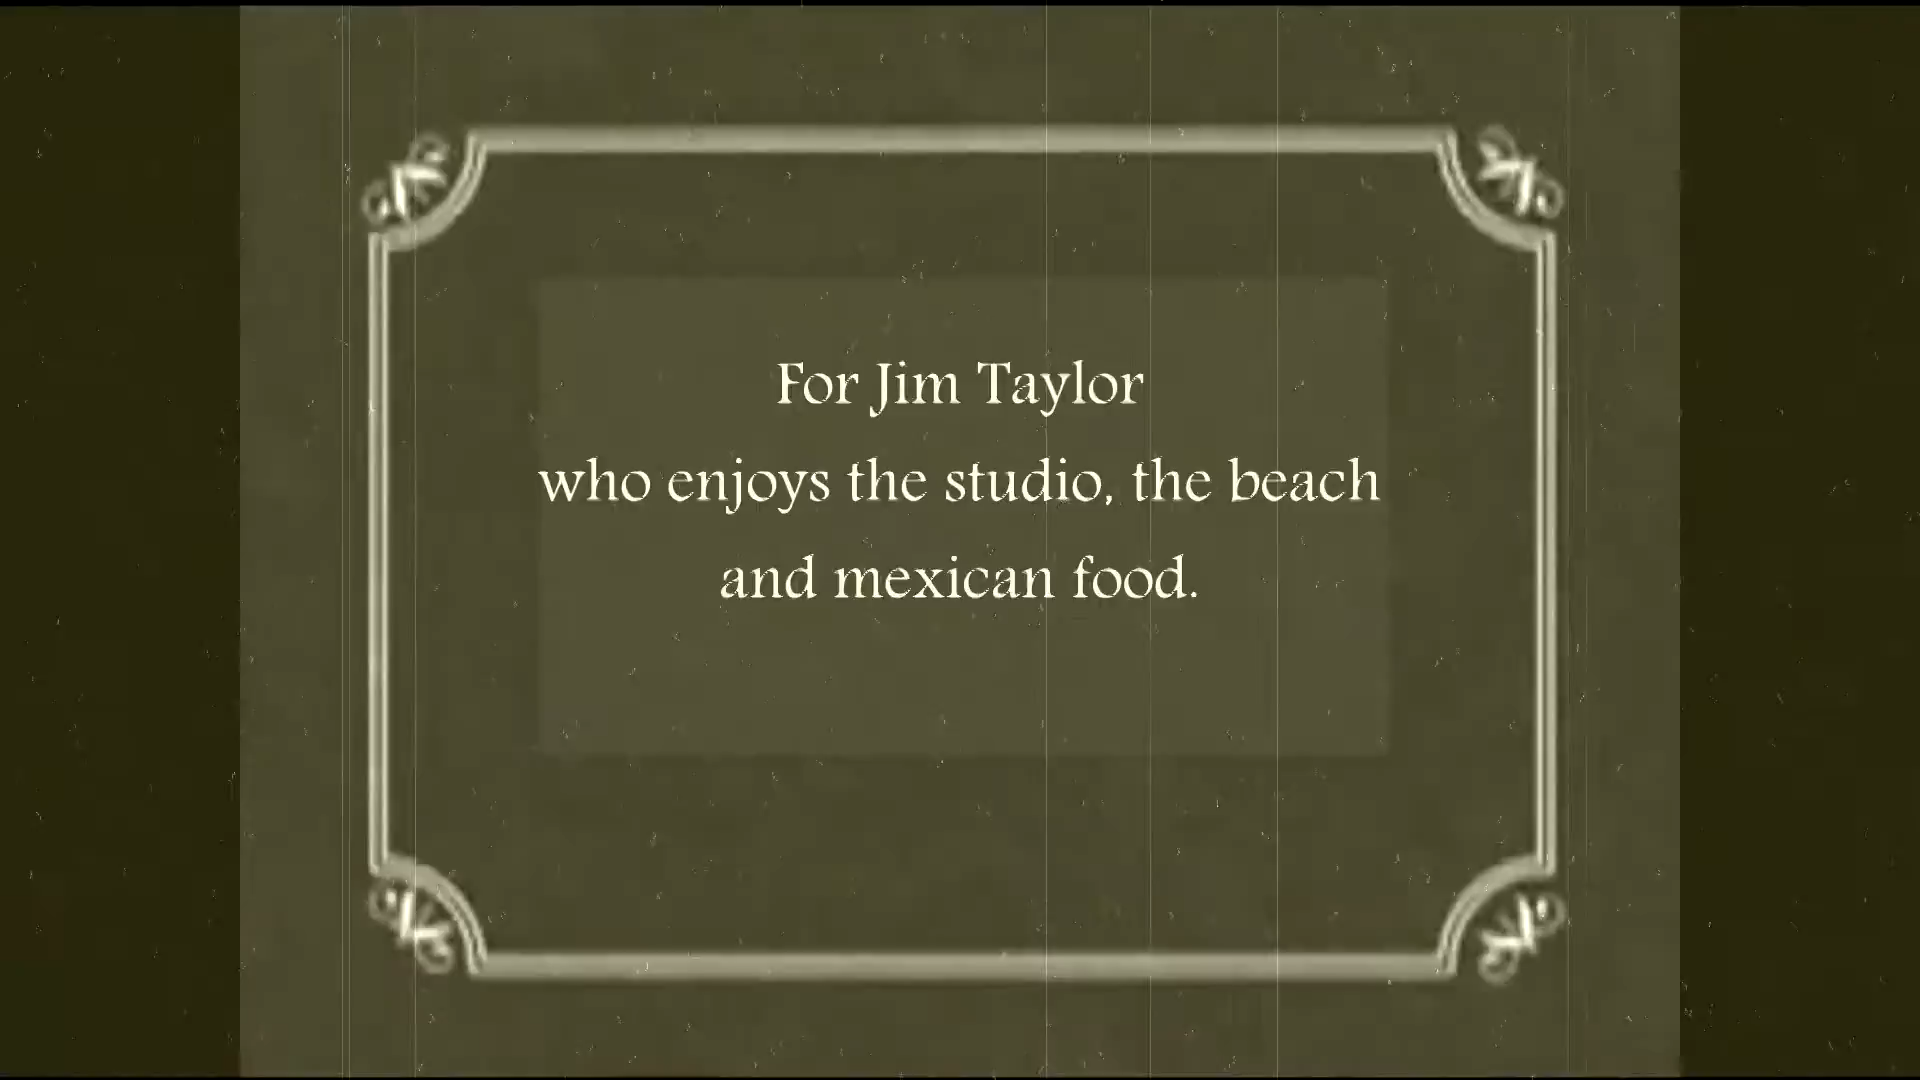 For Jim Taylor
who enjoys the studio, the beach
and mexican food.